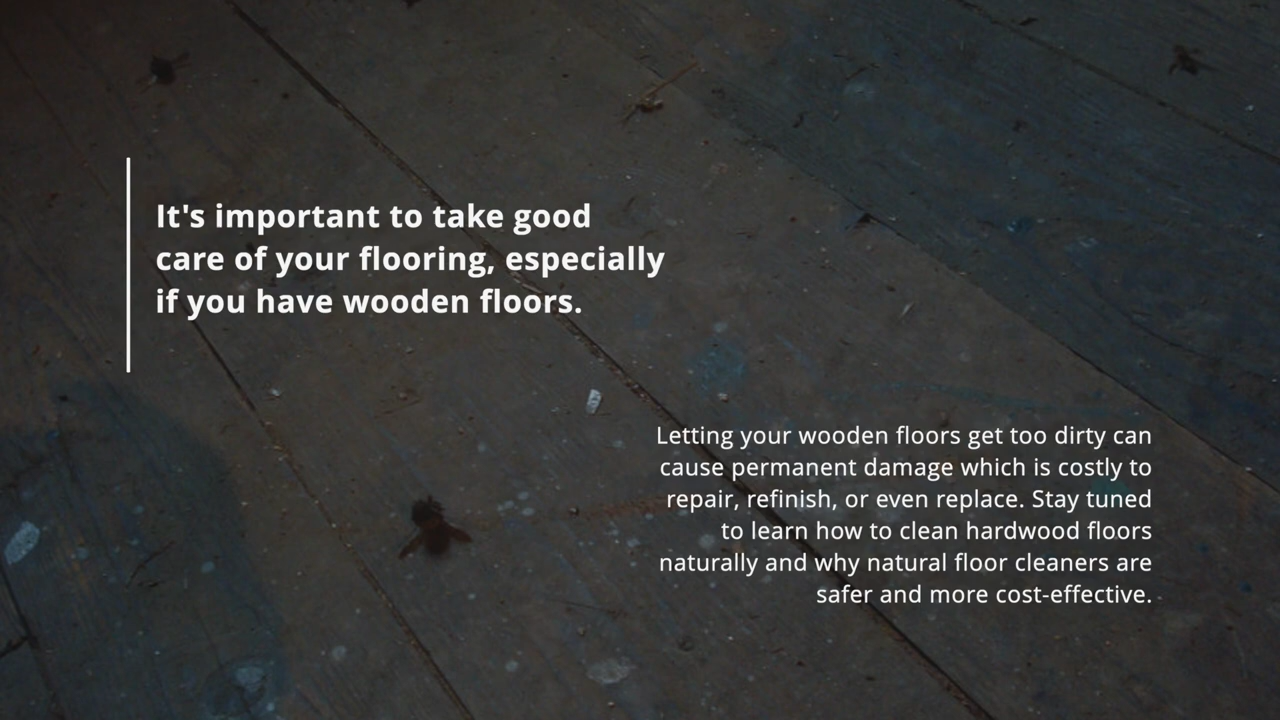 It's important to take good
care of your flooring, especially
if you have wooden floors.
Letting your wooden floors get too dirty can
cause permanent damage which is costly to
repair, refinish, or even replace. Stay tuned
to learn how to clean hardwood floors
naturally and why natural floor cleaners are
safer and more cost-effective.